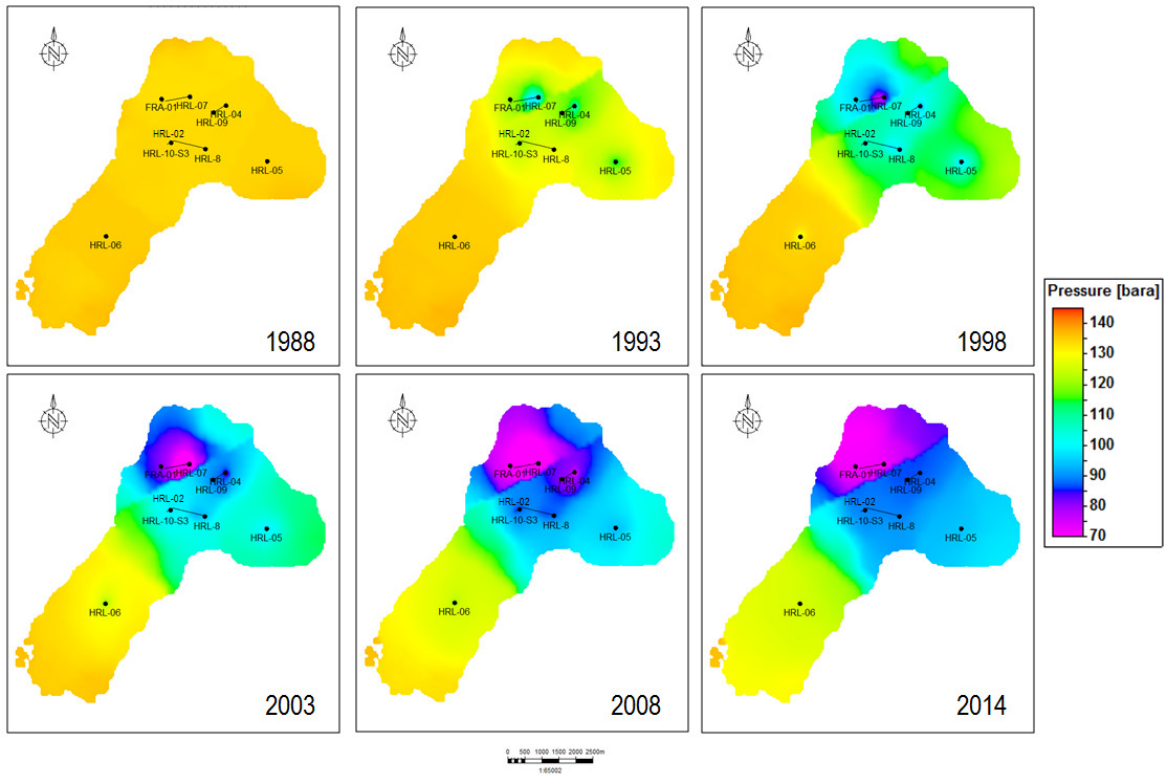 N
FRA-01
HRL-07
HRL-04
HRL-09
HRL-02
HRL-10-S3
HRL-8
HRL-05
HRL-06
1988
N
FRA-01
HRL-07
HRL-04
HRL-09
HRL-02
HRL-10-S3
HRL-8
HRL-05
HRL-06
1993
N
FRA-01
HRL-07
HRL-04
HRL-09
HRL-02
HRL-10-S3
HRL-8
HRL-05
HRL-06
1998
Pressure [bara]
140
130
120
110
100
90
80
70
N
FRA-01
HRL-07
HRL-04
HRL-09
HRL-02
HRL-10-S3
HRL-8
HRL-05
HRL-06
2003
N
FRA-01
HRL-07
HRL-04
HRL-09
HRL-02
HRL-10-S3
HRL-8
HRL-05
HRL-06
2008
N
FRA-01
HRL-07
HRL-04
HRL-09
HRL-02
HRL-10-S3
HRL-8
HRL-05
HRL-06
2014
0 500 1000 1500 2000 2500m
1:65002